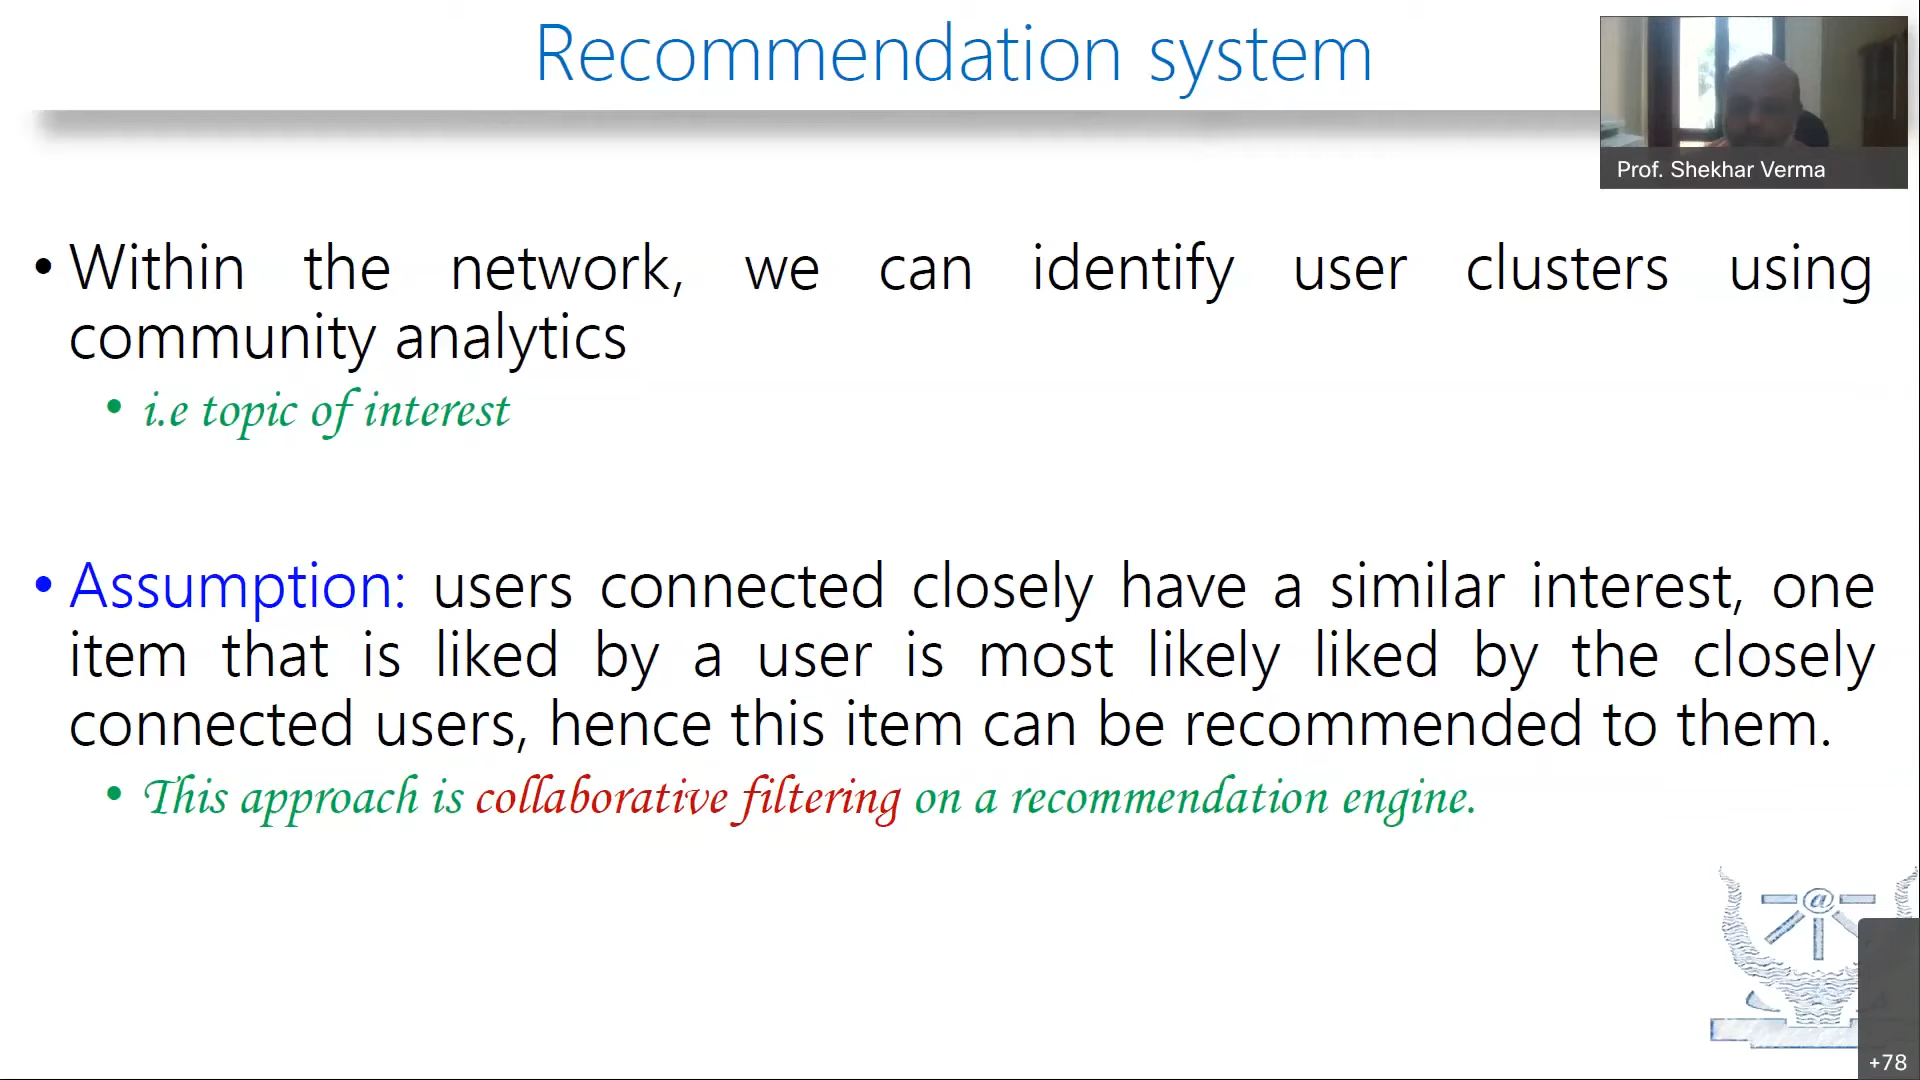 Recommendation system
Prof. Shekhar Verma
• Within the network, we can identify user clusters using
community analytics
• i.e topic of interest
• Assumption: users connected closely have a similar interest, one
item that is liked by a user is most likely liked by the closely
connected users, hence this item can be recommended to them.
• This approach is collaborative filtering on a recommendation engine.
@
+78